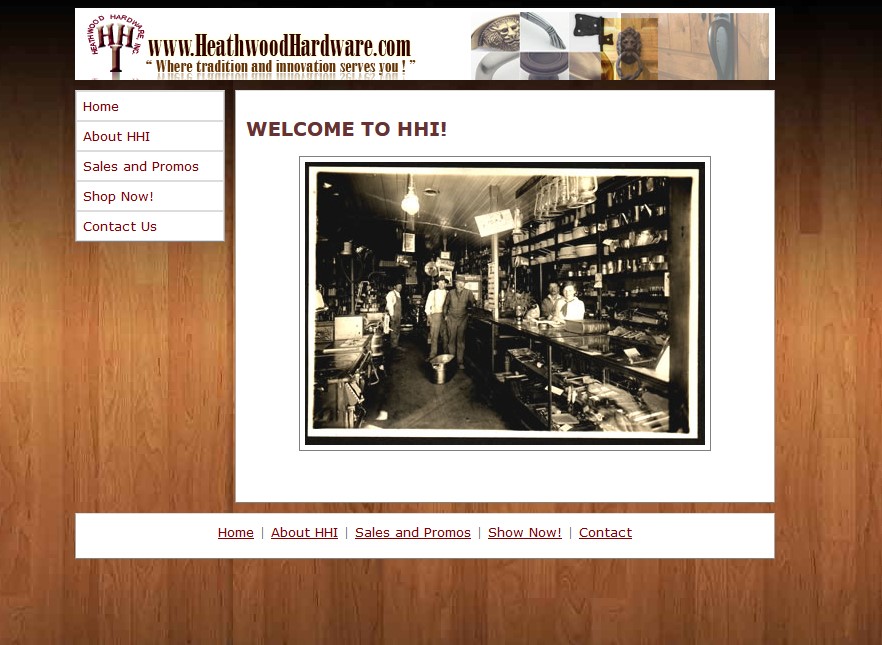 HEATHWOOD HARDWARE, INC.
HHI
www.HeathwoodHardware.com
“ Where tradition and innovation serves you ! ”
Home
About HHI
Sales and Promos
Shop Now!
Contact Us
WELCOME TO HHI!
Home | About HHI | Sales and Promos | Show Now! | Contact